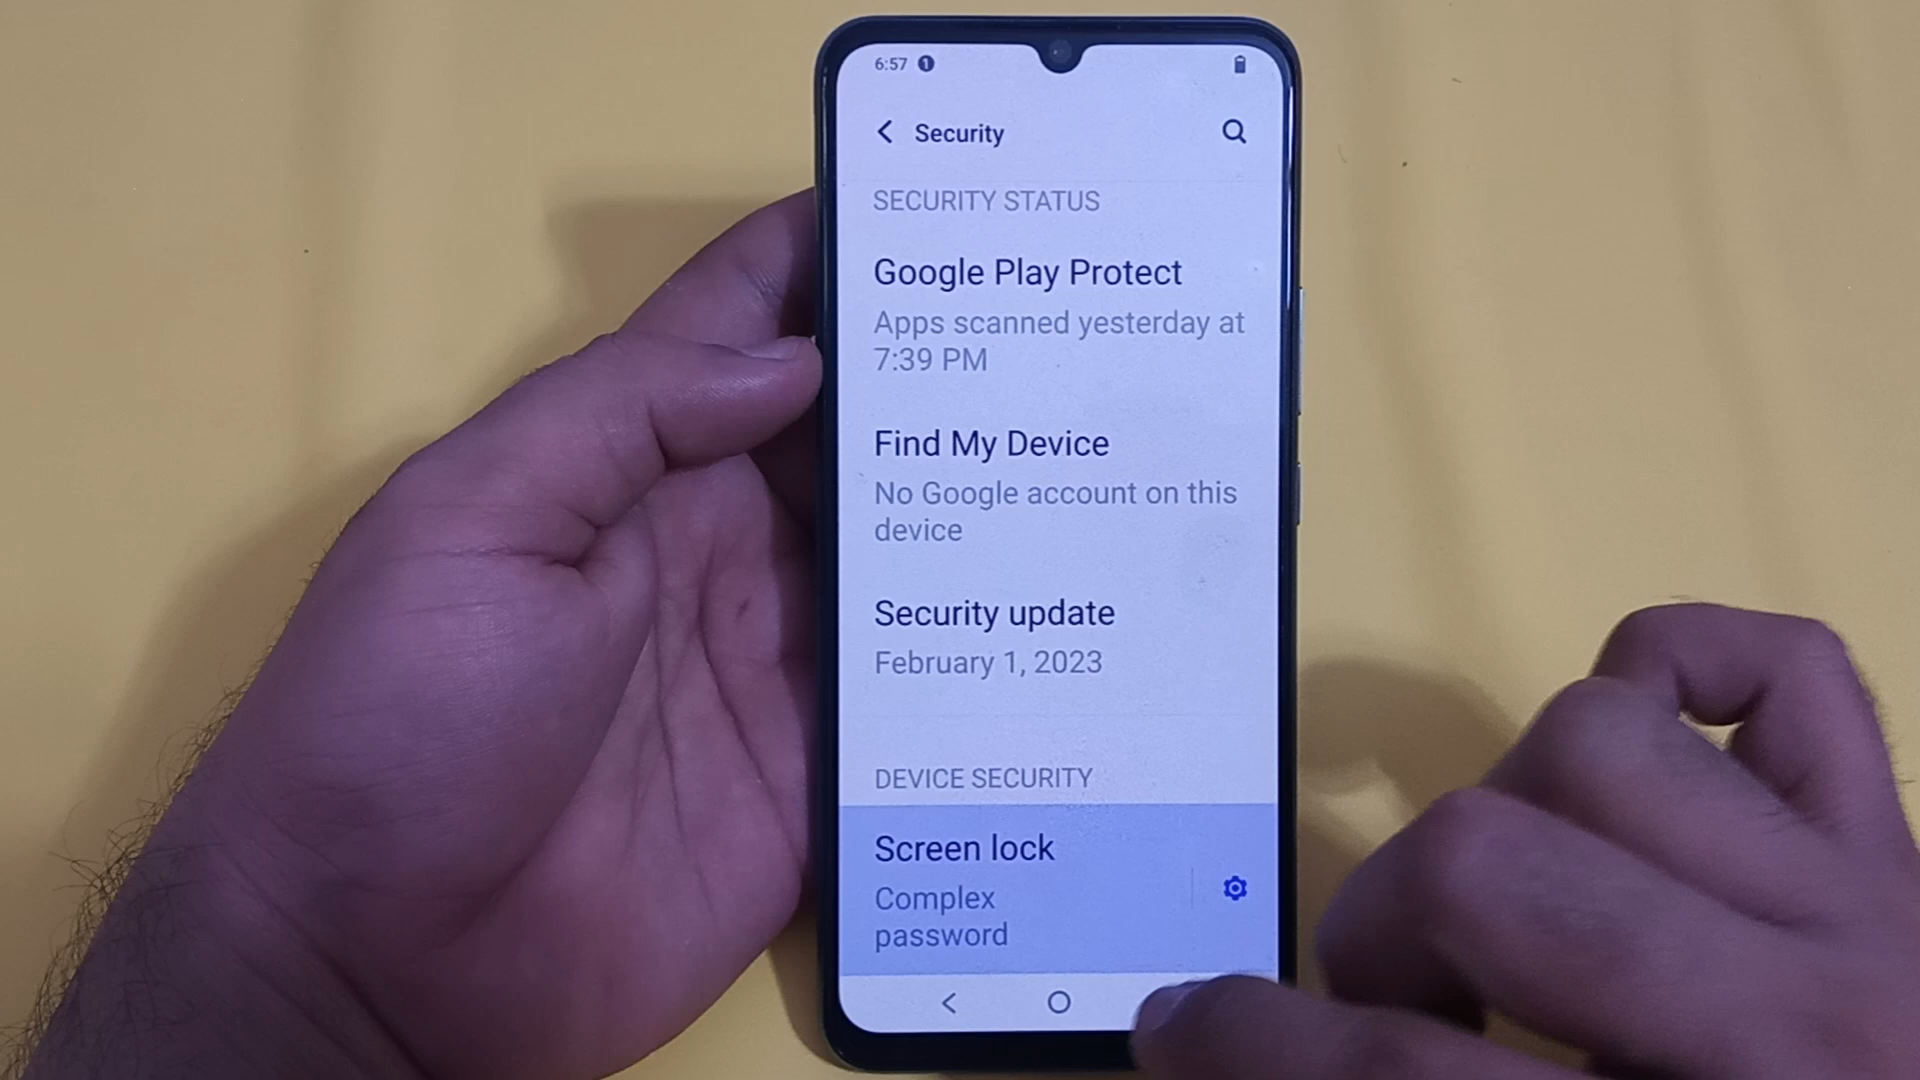 6:57 1
Security
SECURITY STATUS
Google Play Protect
Apps scanned yesterday at
7:39 PM
Find My Device
No Google account on this
device
Security update
February 1, 2023
DEVICE SECURITY
Screen lock
Complex
password